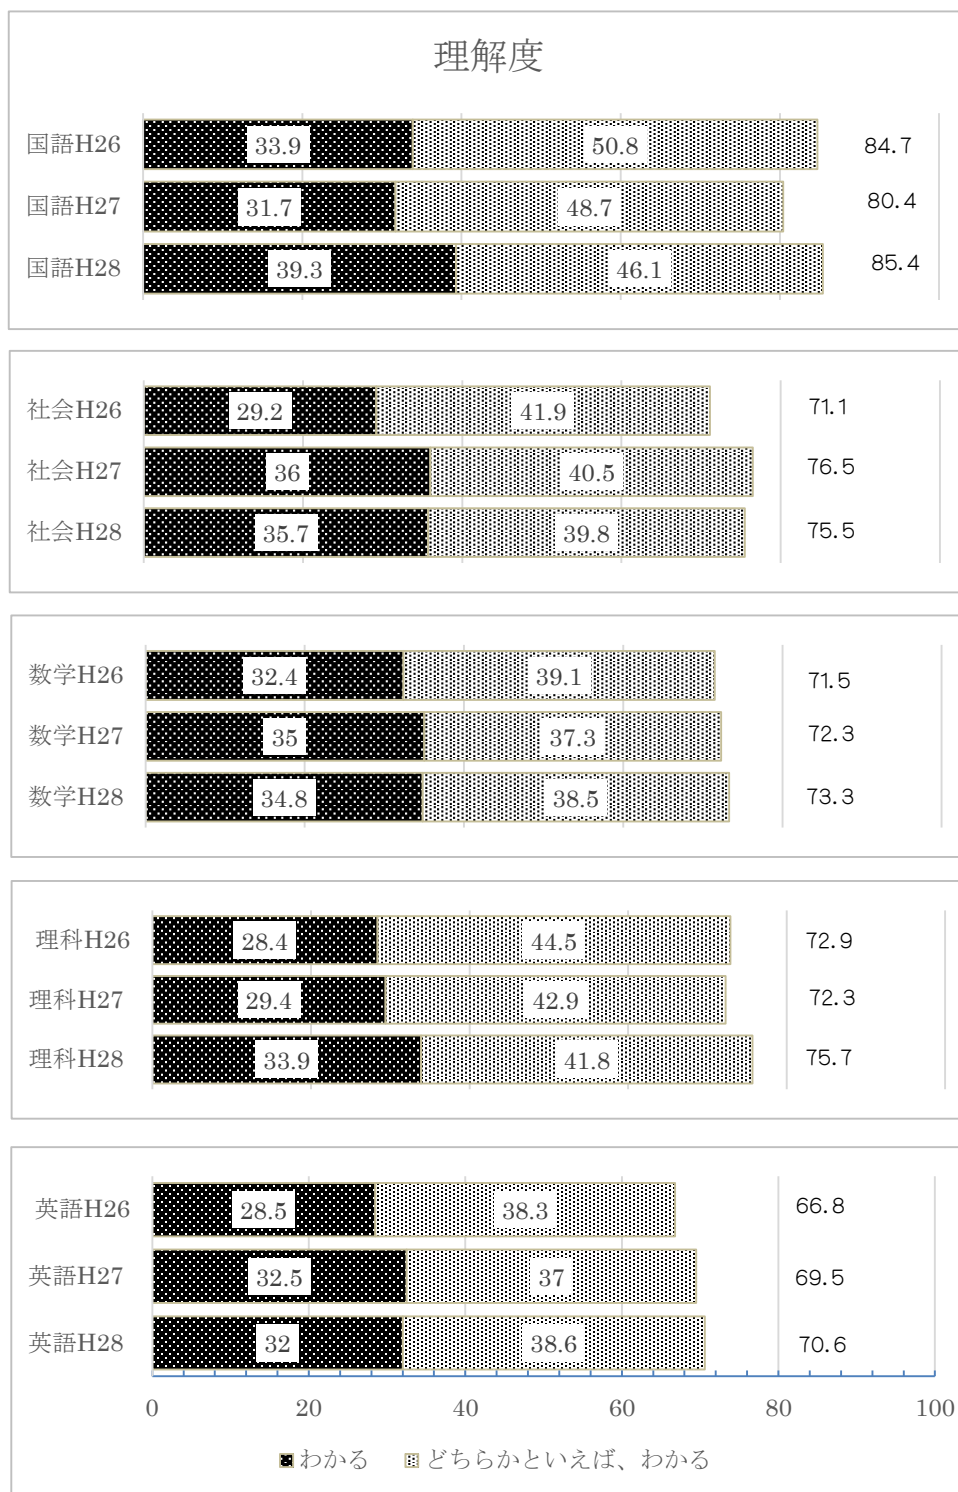 理解度
国語H26 33.9 50.8 84.7
国語H27 31.7 48.7 80.4
国語H28 39.3 46.1 85.4
社会H26 29.2 41.9 71.1
社会H27 36 40.5 76.5
社会H28 35.7 39.8 75.5
数学H26 32.4 39.1 71.5
数学H27 35 37.3 72.3
数学H28 34.8 38.5 73.3
理科H26 28.4 44.5 72.9
理科H27 29.4 42.9 72.3
理科H28 33.9 41.8 75.7
英語H26 28.5 38.3 66.8
英語H27 32.5 37 69.5
英語H28 32 38.6 70.6
0 20 40 60 80 100
わかる どちらかといえば、わかる